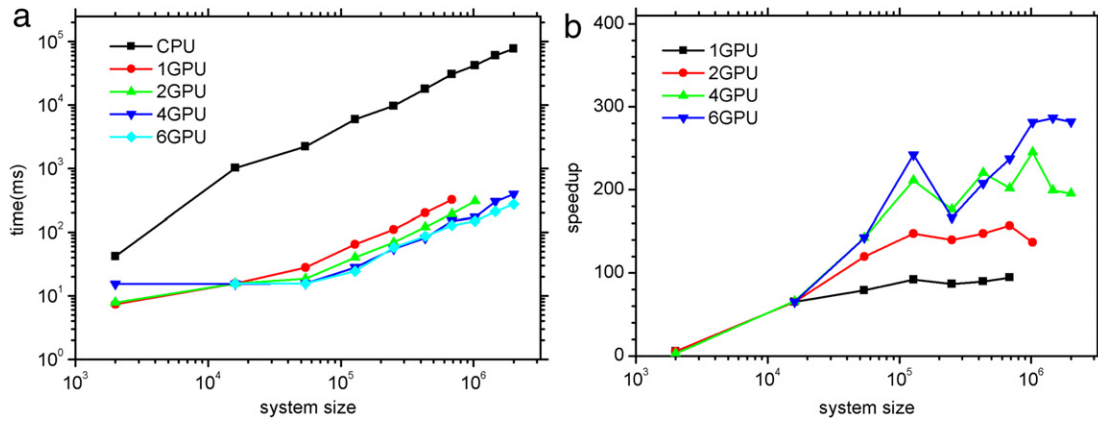 a
10^5
10^4
10^3
10^2
10^1
10^0
time(ms)
CPU
1GPU
2GPU
4GPU
6GPU
10^3
10^4
10^5
10^6
system size
b
400
300
200
100
0
speedup
1GPU
2GPU
4GPU
6GPU
10^3
10^4
10^5
10^6
system size